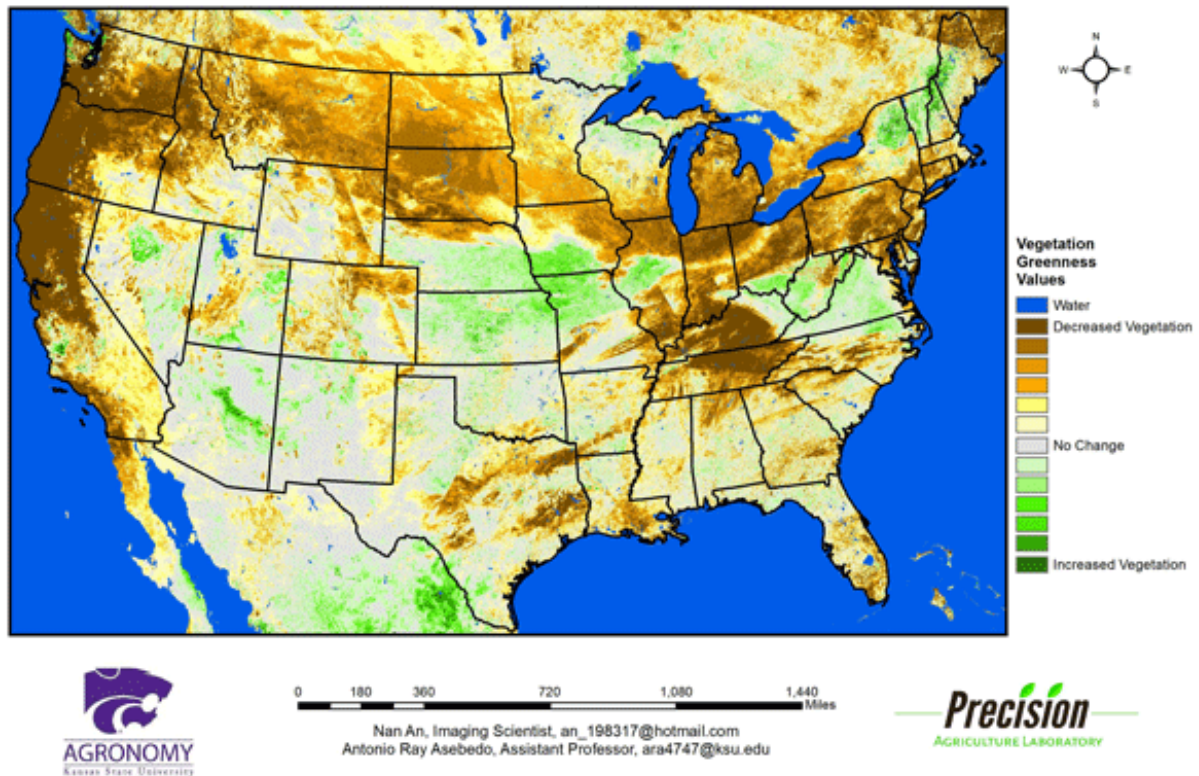 N
W E
S
Vegetation
Greenness
Values
Water
Decreased Vegetation
No Change
Increased Vegetation
0 180 360 720 1,080 1,440
Miles
Nan An, Imaging Scientist, an_198317@hotmail.com
Antonio Ray Asebedo, Assistant Professor, ara4747@ksu.edu
AGRONOMY
Kansas State University
Precision
AGRICULTURE LABORATORY